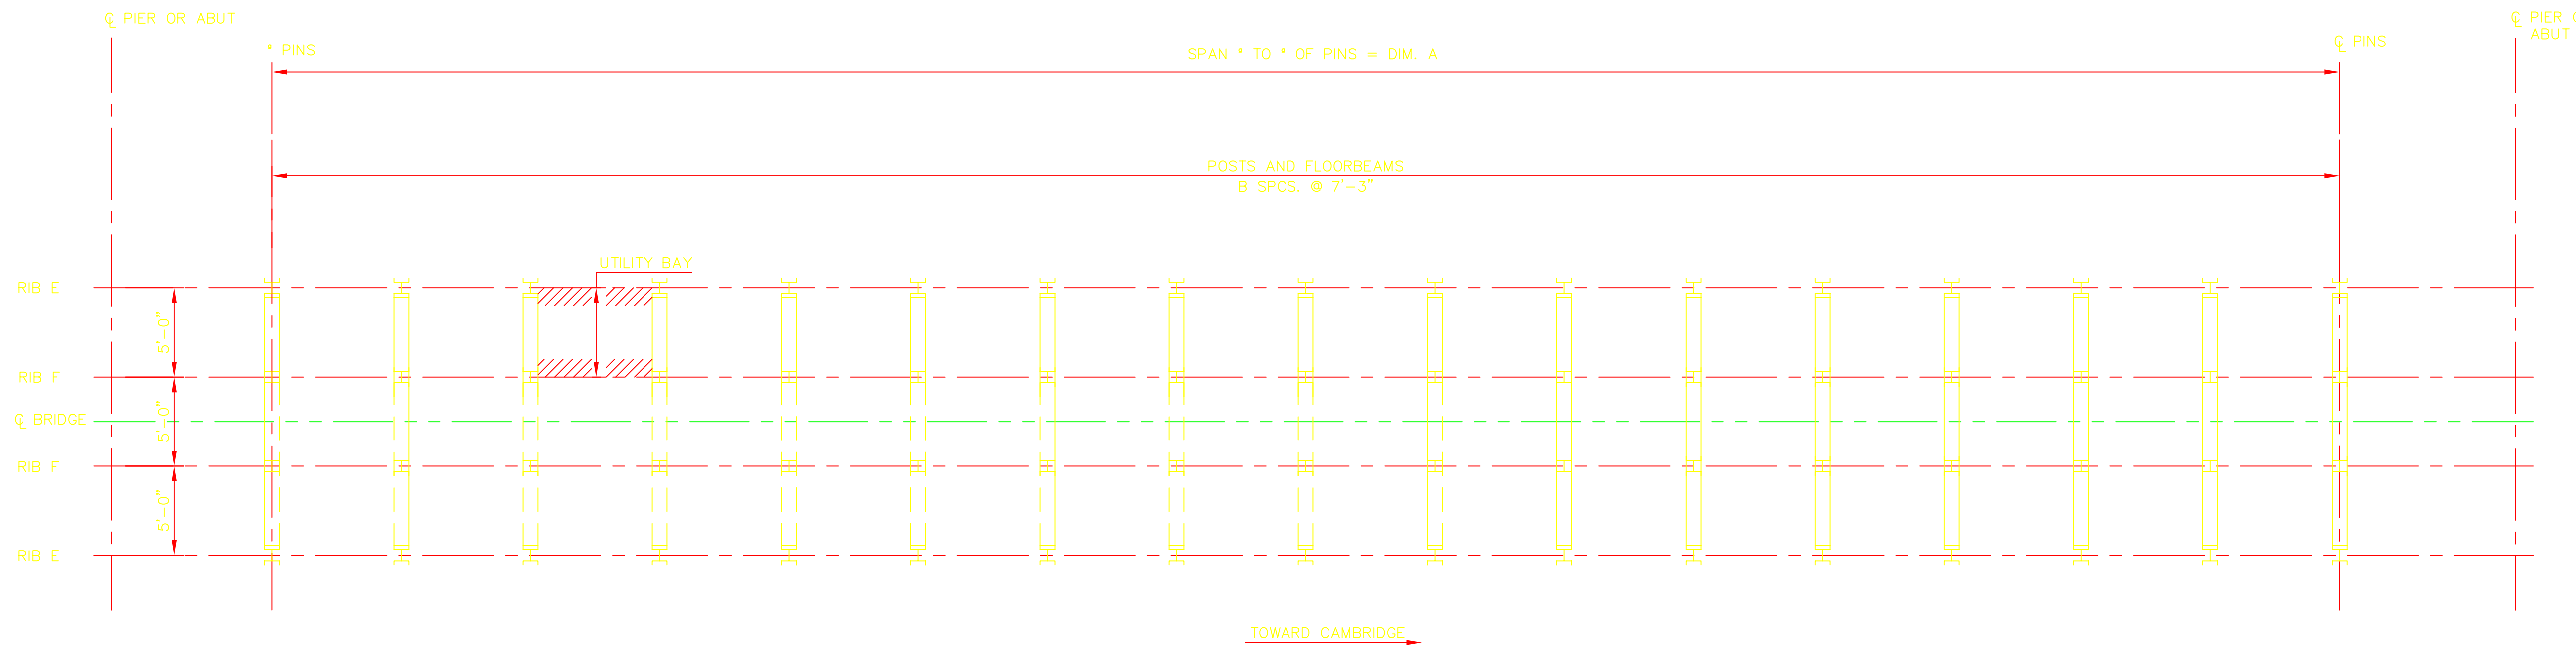 ℄ PIER OR ABUT
℄ PIER O
ABUT
* PINS
SPAN * TO * OF PINS = DIM. A
℄ PINS
POSTS AND FLOORBEAMS
B SPCS. @ 7'-3"
UTILITY BAY
RIB E
5'-0"
RIB F
5'-0"
℄ BRIDGE
RIB F
5'-0"
RIB E
TOWARD CAMBRIDGE